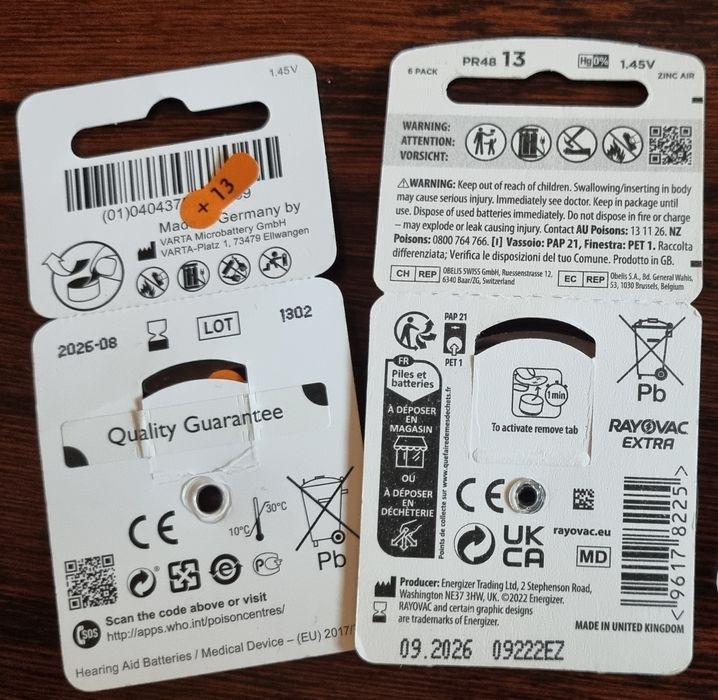 1.45V
(01)040437
99
+ 13
Made in Germany by
VARTA Microbattery GmbH
VARTA-Platz 1, 73479 Ellwangen
2026-08
LOT
1302
Quality Guarantee
CE
10°C
30°C
Pb
SOS
Scan the code above or visit
http://apps.who.int/poisoncentres/
Hearing Aid Batteries / Medical Device – (EU) 2017/
6 PACK
PR48 13
Hg0%
1.45V
ZINC AIR
WARNING:
ATTENTION:
VORSICHT:
WARNING: Keep out of reach of children. Swallowing/inserting in body
may cause serious injury. Immediately see doctor. Keep in package until
use. Dispose of used batteries immediately. Do not dispose in fire or charge
– may explode or leak causing injury. Contact AU Poisons: 13 11 26. NZ
Poisons: 0800 764 766. [I] Vassoio: PAP 21, Finestra: PET 1. Raccolta
differenziata; Verifica le disposizioni del tuo Comune. Prodotto in GB.
CH REP
OBELIS SWISS GmbH, Ruessenstrasse 12,
6340 Baar/ZG, Switzerland
EC REP
Obelis S.A., Bd. General Wahis,
53, 1030 Brussels, Belgium
PAP 21
PET 1
FR
Piles et
batteries
À DÉPOSER
EN
MAGASIN
OU
À DÉPOSER
EN
DÉCHÈTERIE
Points de collecte sur www.quefairedemesdechets.fr
1min
To activate remove tab
Pb
RAYOVAC
EXTRA
CE
UK
CA
rayovac.eu
MD
<9617 8225>
Producer: Energizer Trading Ltd, 2 Stephenson Road,
Washington NE37 3HW, UK. ©2022 Energizer.
RAYOVAC and certain graphic designs
are trademarks of Energizer.
MADE IN UNITED KINGDOM
09.2026 09222EZ